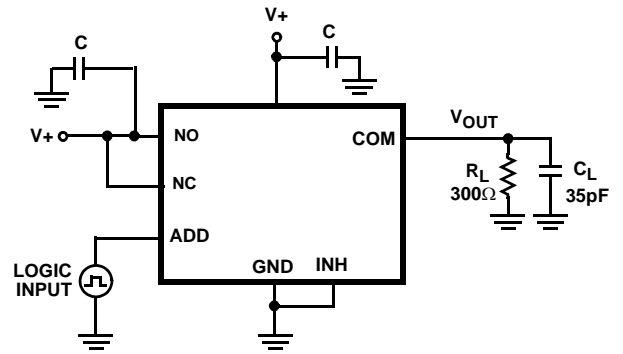 V+
C
C
V+
NO
COM
VOUT
NC
RL
300Ω
CL
35pF
ADD
LOGIC
INPUT
GND
INH